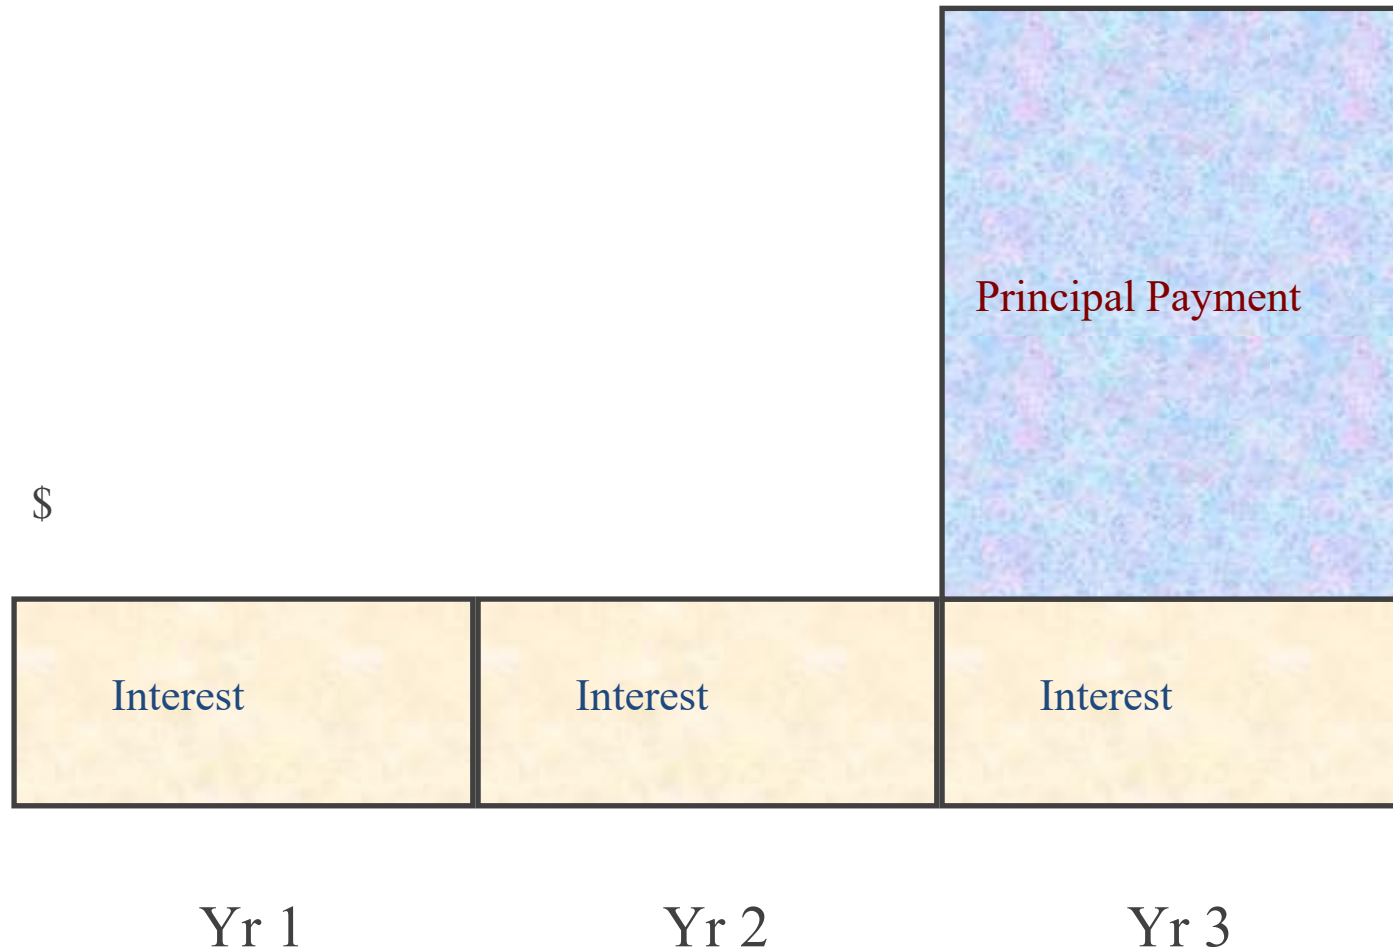 Principal Payment
$
Interest
Interest
Interest
Yr 1
Yr 2
Yr 3